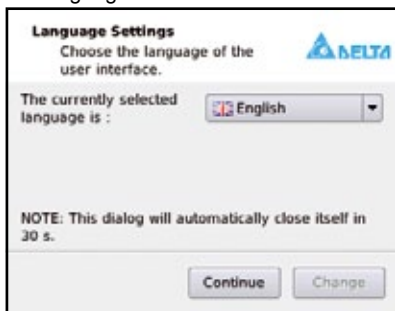 Language Settings
Choose the language of the
user interface.
DELTA
The currently selected
language is :
English
NOTE: This dialog will automatically close itself in
30 s.
Continue
Change